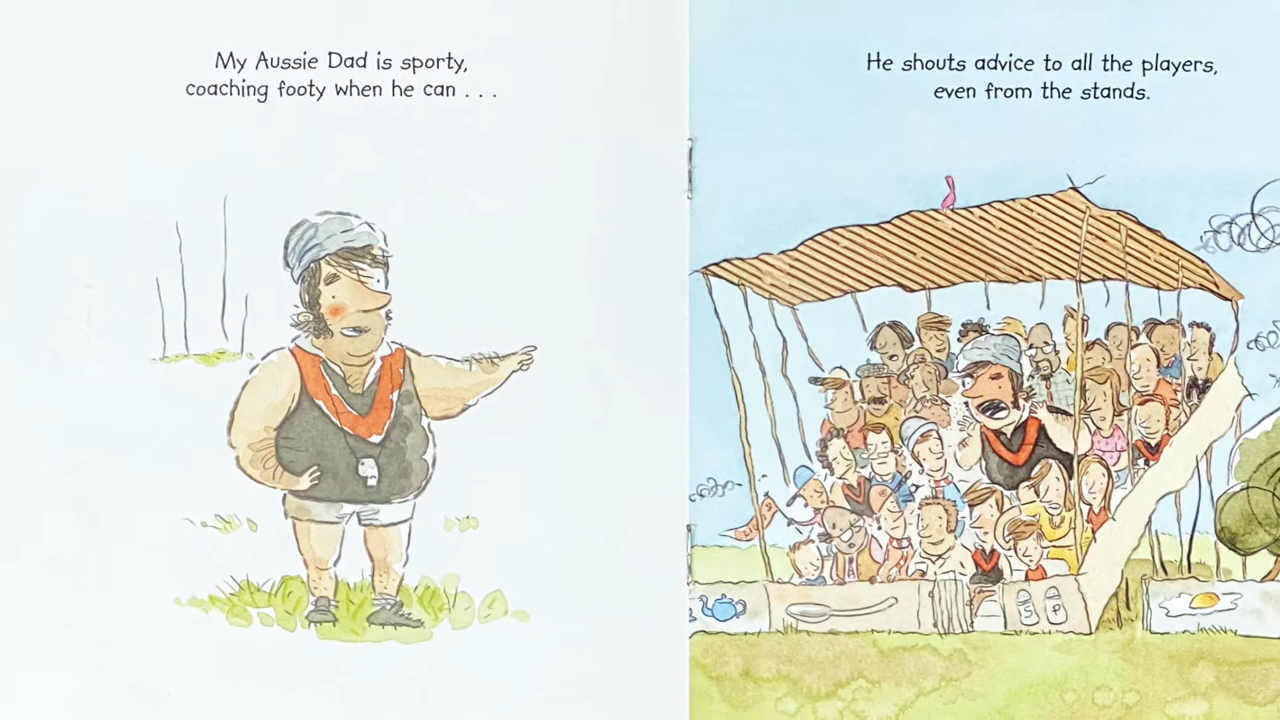 My Aussie Dad is sporty,
coaching footy when he can . . .
He shouts advice to all the players,
even from the stands.
S P